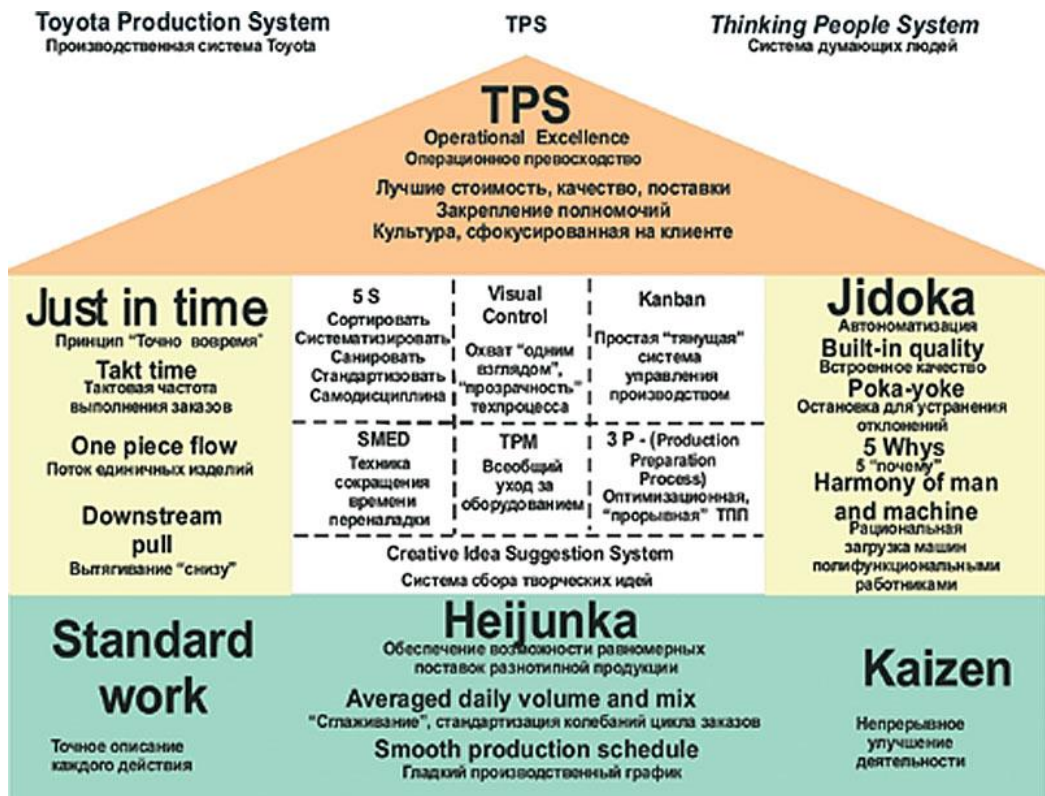 Toyota Production System
Производственная система Toyota
TPS
Thinking People System
Система думающих людей
TPS
Operational Excellence
Операционное превосходство
Лучшие стоимость, качество, поставки
Закрепление полномочий
Культура, сфокусированная на клиенте
Just in time
Принцип "Точно вовремя"
Takt time
Тактовая частота
выполнения заказов
One piece flow
Поток единичных изделий
Downstream
pull
Вытягивание "снизу"
5 S
Сортировать
Систематизировать
Санировать
Стандартизовать
Самодисциплина
Visual
Control
Охват "одним
взглядом",
"прозрачность"
техпроцесса
Kanban
Простая "тянущая"
система
управления
производством
SMED
Техника
сокращения
времени
переналадки
TPM
Всеобщий
уход за
оборудованием
3 P - (Production
Preparation
Process)
Оптимизационная,
"прорывная" ТПП
Creative Idea Suggestion System
Система сбора творческих идей
Jidoka
Автономатизация
Built-in quality
Встроенное качество
Poka-yoke
Остановка для устранения
отклонений
5 Whys
5 "почему"
Harmony of man
and machine
Рациональная
загрузка машин
полифункциональными
работниками
Standard
work
Точное описание
каждого действия
Heijunka
Обеспечение возможности равномерных
поставок разнотипной продукции
Averaged daily volume and mix
"Сглаживание", стандартизация колебаний цикла заказов
Smooth production schedule
Гладкий производственный график
Kaizen
Непрерывное
улучшение
деятельности